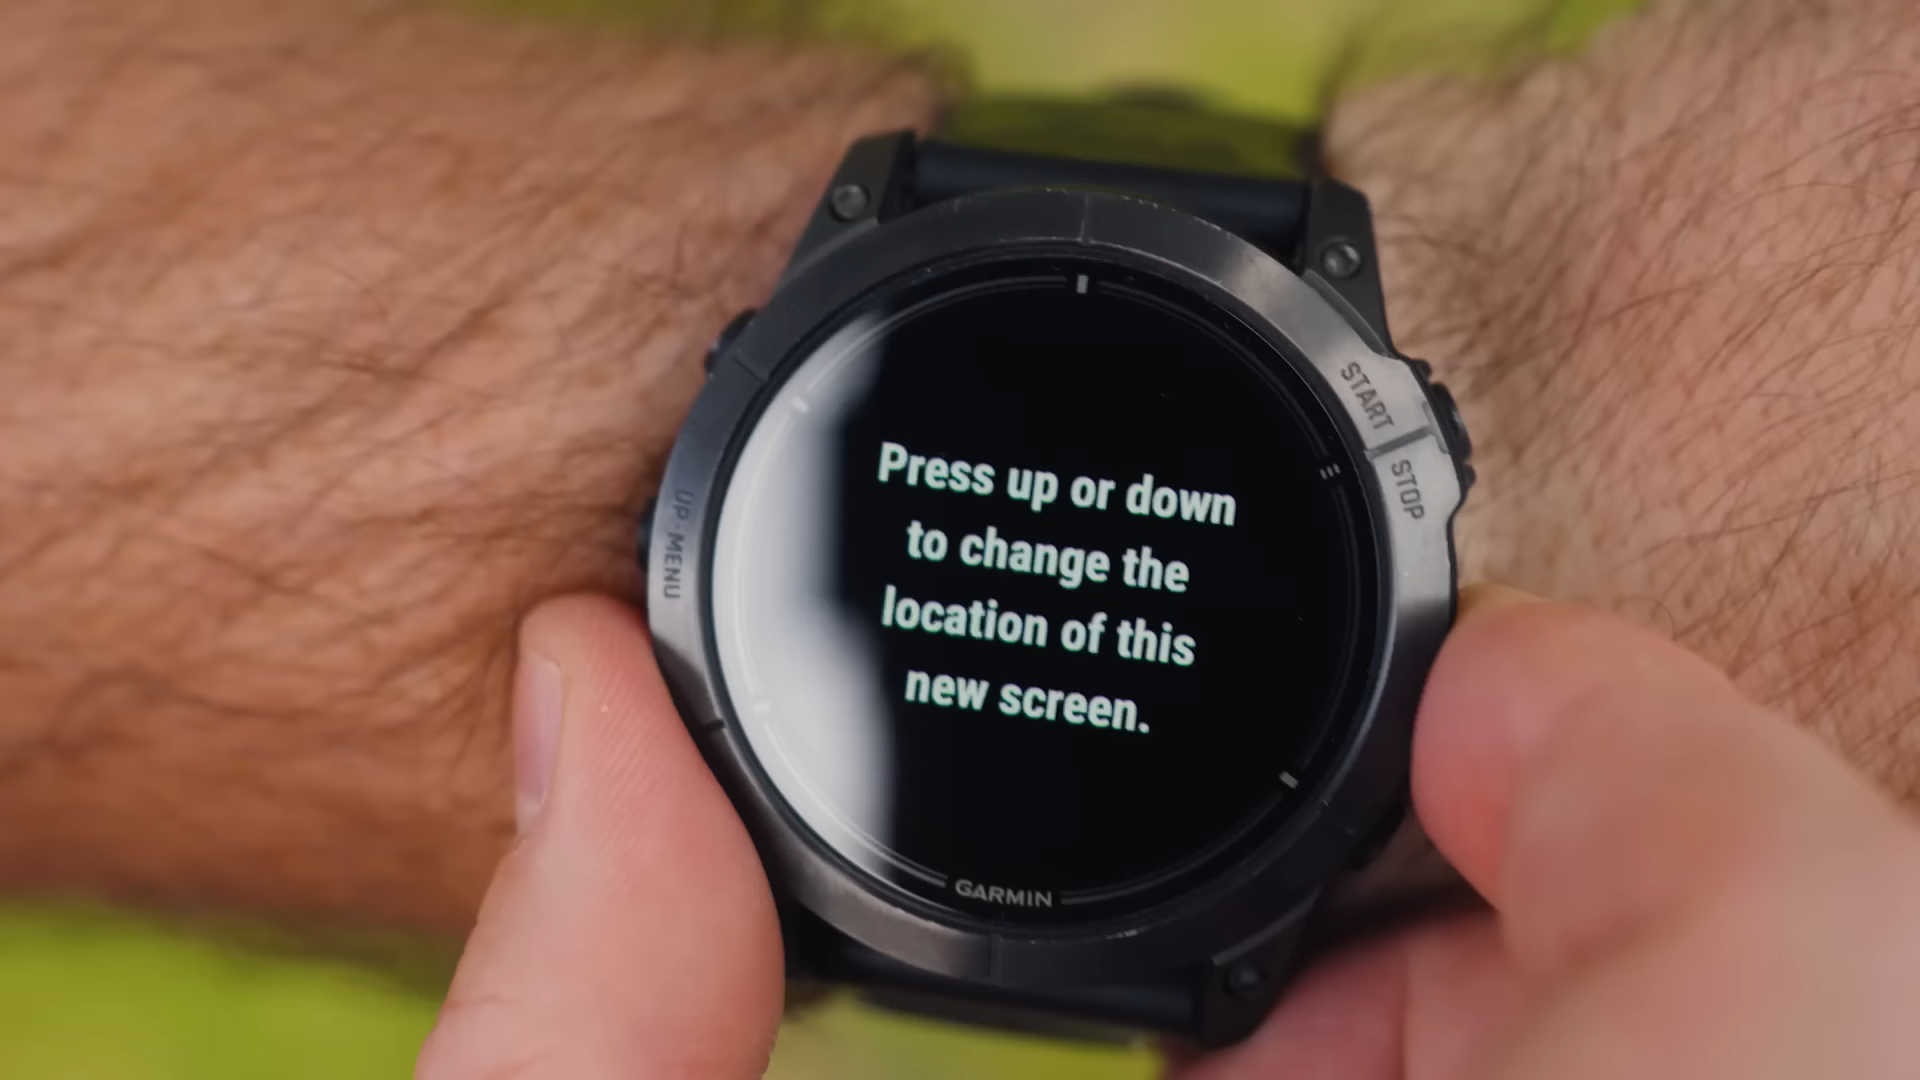 START
STOP
UP·MENU
Press up or down
to change the
location of this
new screen.
GARMIN